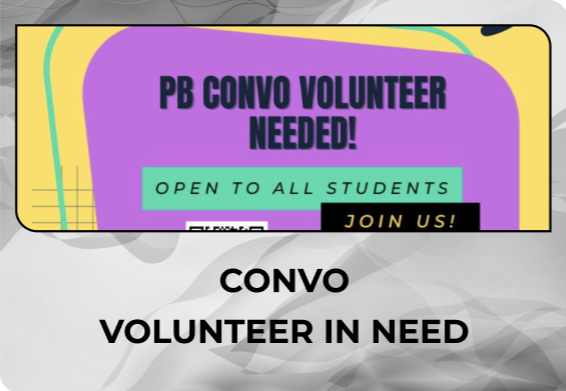 PB CONVO VOLUNTEER
NEEDED!
OPEN TO ALL STUDENTS
JOIN US!
CONVO
VOLUNTEER IN NEED